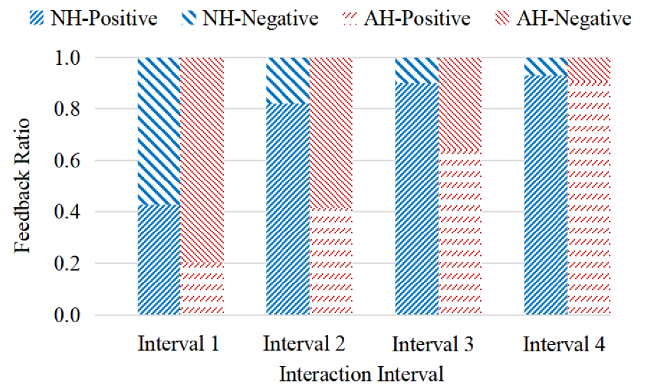 NH-Positive NH-Negative AH-Positive AH-Negative
Feedback Ratio
1.0
0.8
0.6
0.4
0.2
0.0
Interval 1 Interval 2 Interval 3 Interval 4
Interaction Interval